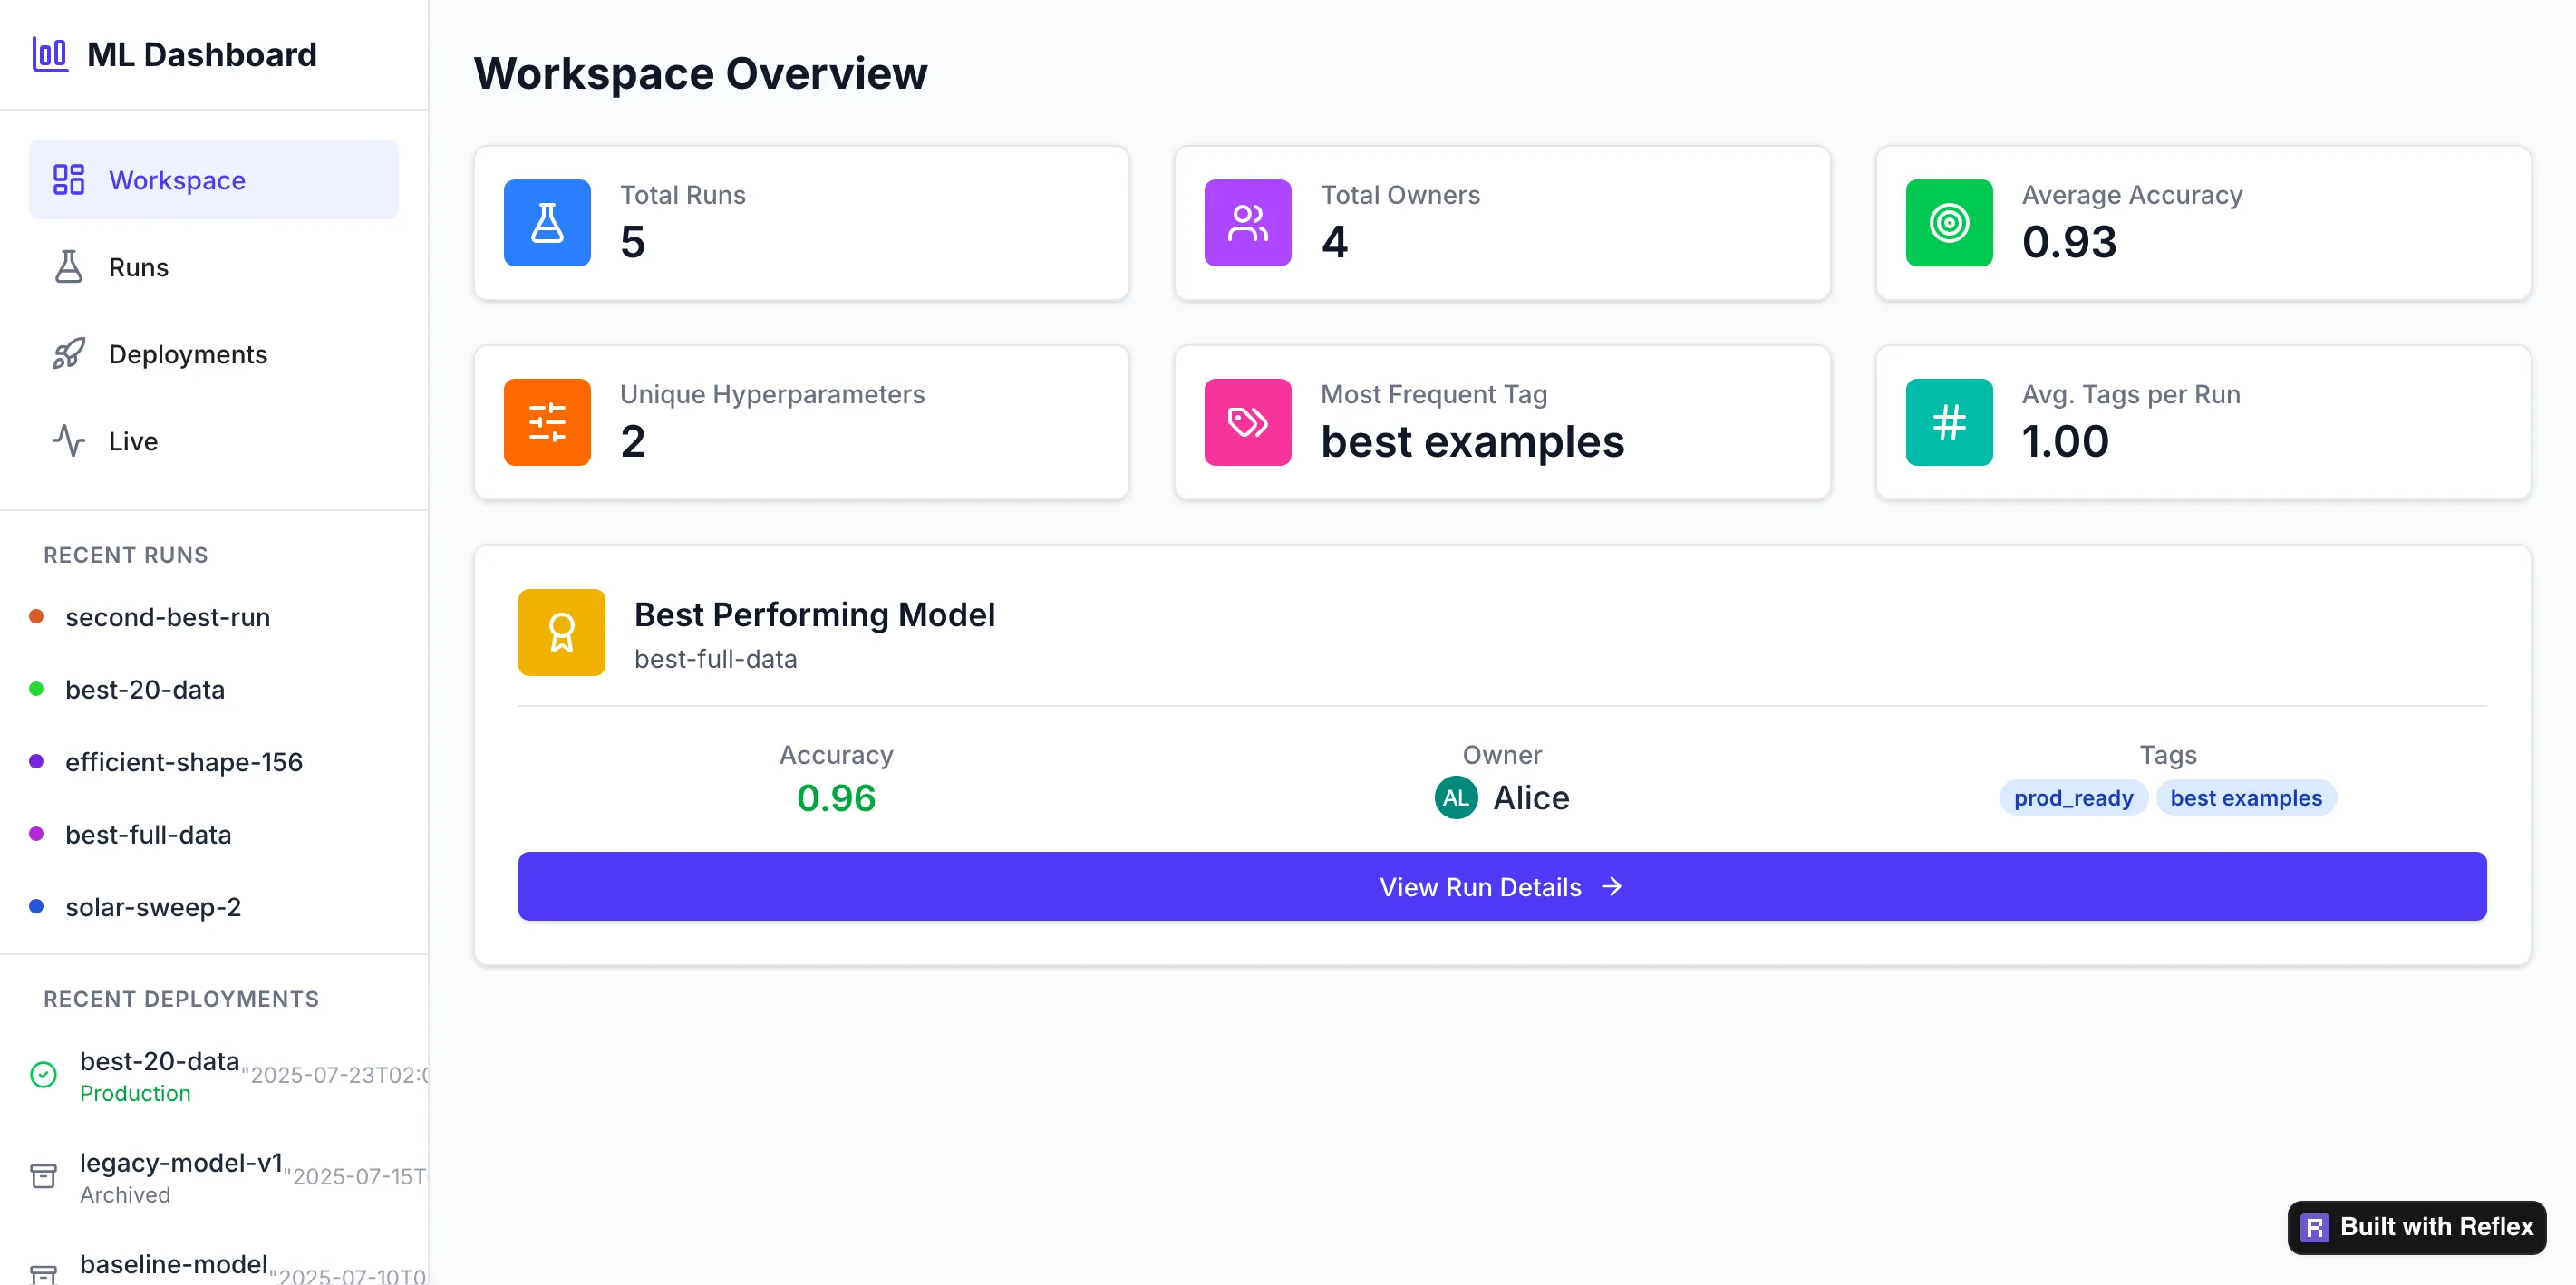 ML Dashboard
Workspace
Runs
Deployments
Live
RECENT RUNS
second-best-run
best-20-data
efficient-shape-156
best-full-data
solar-sweep-2
RECENT DEPLOYMENTS
best-20-data
"2025-07-23T02:0
Production
legacy-model-v1
"2025-07-15T
Archived
baseline-model
"2025-07-10T0
Workspace Overview
Total Runs
5
Total Owners
4
Average Accuracy
0.93
Unique Hyperparameters
2
Most Frequent Tag
best examples
Avg. Tags per Run
1.00
Best Performing Model
best-full-data
Accuracy
0.96
Owner
AL Alice
Tags
prod_ready best examples
View Run Details →
Built with Reflex